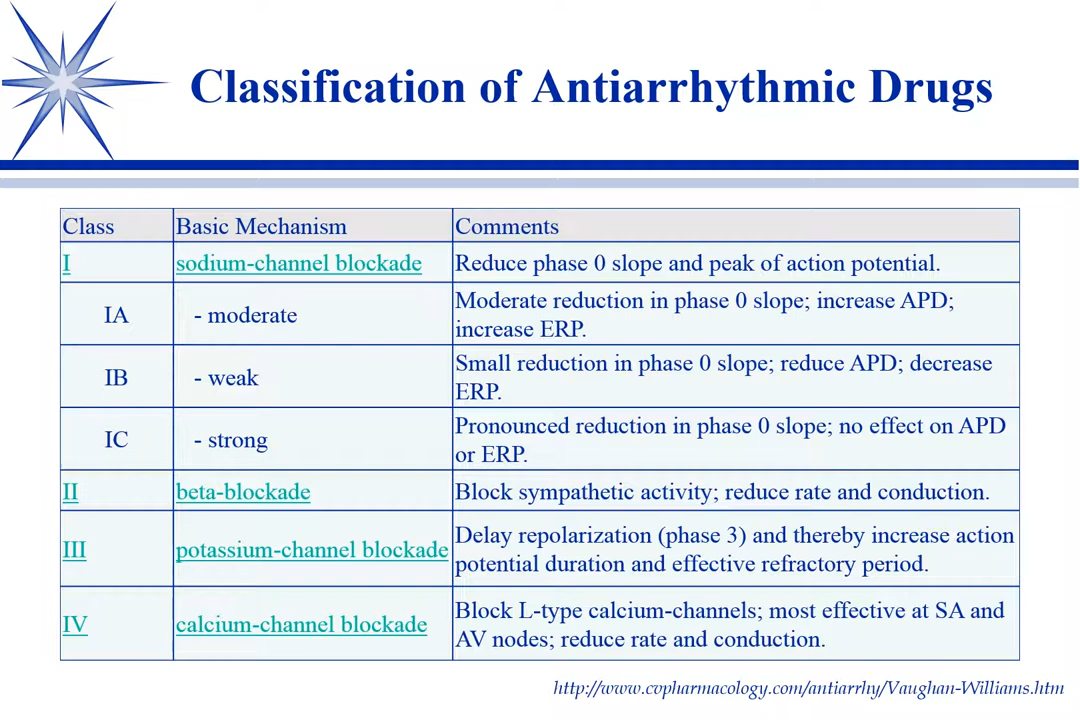 Classification of Antiarrhythmic Drugs
Class Basic Mechanism Comments
I sodium-channel blockade Reduce phase 0 slope and peak of action potential.
IA - moderate Moderate reduction in phase 0 slope; increase APD;
increase ERP.
IB - weak Small reduction in phase 0 slope; reduce APD; decrease
ERP.
IC - strong Pronounced reduction in phase 0 slope; no effect on APD
or ERP.
II beta-blockade Block sympathetic activity; reduce rate and conduction.
III potassium-channel blockade Delay repolarization (phase 3) and thereby increase action
potential duration and effective refractory period.
IV calcium-channel blockade Block L-type calcium-channels; most effective at SA and
AV nodes; reduce rate and conduction.
http://www.cvpharmacology.com/antiarrhy/Vaughan-Williams.htm